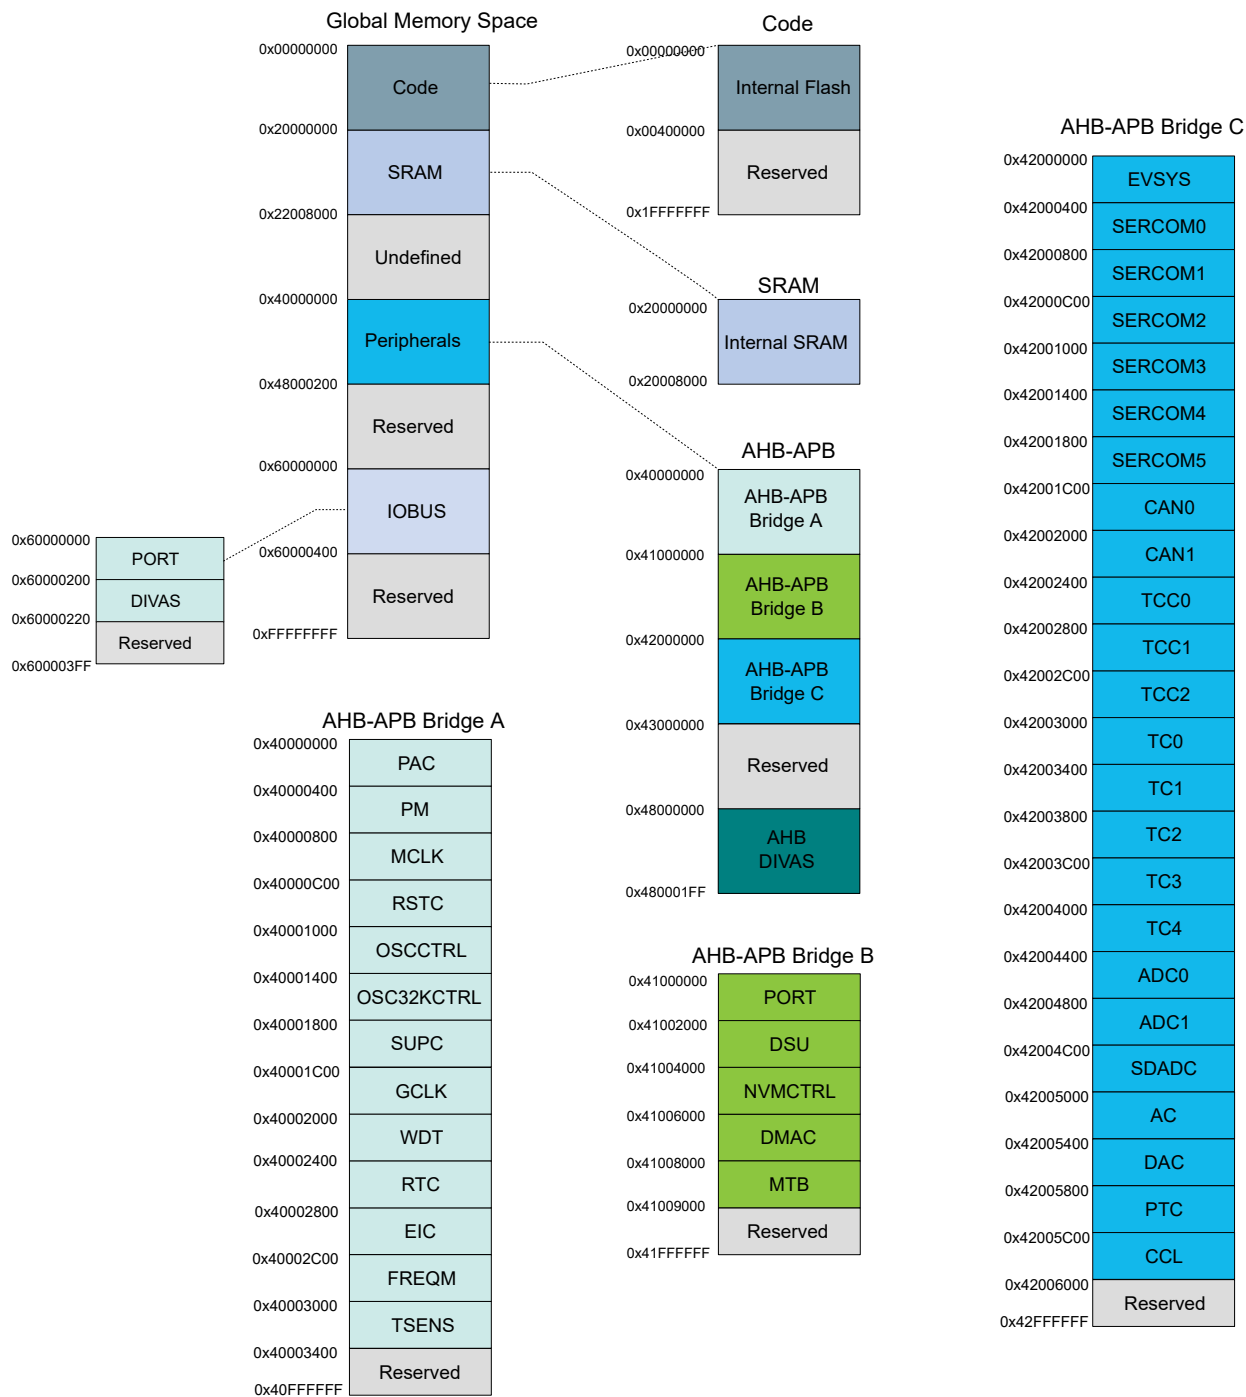 Global Memory Space
0x00000000
Code
0x20000000
SRAM
0x22008000
Undefined
0x40000000
Peripherals
0x48000200
Reserved
0x60000000
IOBUS
0x60000400
Reserved
0xFFFFFFFF
Code
0x00000000
Internal Flash
0x00400000
Reserved
0x1FFFFFFF
SRAM
0x20000000
Internal SRAM
0x20008000
AHB-APB
0x40000000
AHB-APB
Bridge A
0x41000000
AHB-APB
Bridge B
0x42000000
AHB-APB
Bridge C
0x43000000
Reserved
0x48000000
AHB
DIVAS
0x480001FF
0x60000000
PORT
0x60000200
DIVAS
0x60000220
Reserved
0x600003FF
AHB-APB Bridge A
0x40000000
PAC
0x40000400
PM
0x40000800
MCLK
0x40000C00
RSTC
0x40001000
OSCCTRL
0x40001400
OSC32KCTRL
0x40001800
SUPC
0x40001C00
GCLK
0x40002000
WDT
0x40002400
RTC
0x40002800
EIC
0x40002C00
FREQM
0x40003000
TSENS
0x40003400
Reserved
0x40FFFFFF
AHB-APB Bridge B
0x41000000
PORT
0x41002000
DSU
0x41004000
NVMCTRL
0x41006000
DMAC
0x41008000
MTB
0x41009000
Reserved
0x41FFFFFF
AHB-APB Bridge C
0x42000000
EVSYS
0x42000400
SERCOM0
0x42000800
SERCOM1
0x42000C00
SERCOM2
0x42001000
SERCOM3
0x42001400
SERCOM4
0x42001800
SERCOM5
0x42001C00
CAN0
0x42002000
CAN1
0x42002400
TCC0
0x42002800
TCC1
0x42002C00
TCC2
0x42003000
TC0
0x42003400
TC1
0x42003800
TC2
0x42003C00
TC3
0x42004000
TC4
0x42004400
ADC0
0x42004800
ADC1
0x42004C00
SDADC
0x42005000
AC
0x42005400
DAC
0x42005800
PTC
0x42005C00
CCL
0x42006000
Reserved
0x42FFFFFF